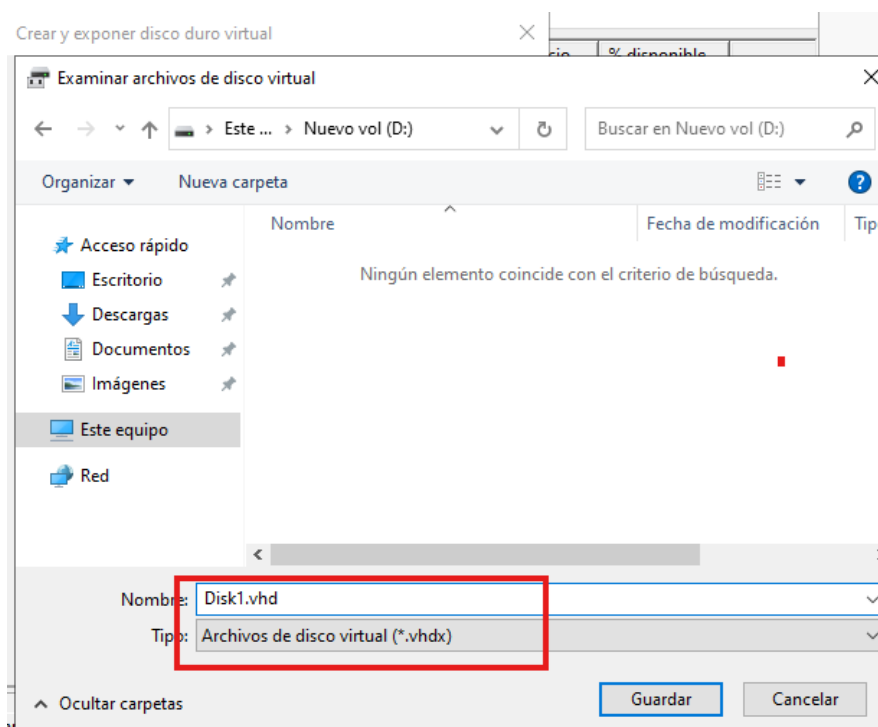 Crear y exponer disco duro virtual
% disponible
Examinar archivos de disco virtual
Este ... > Nuevo vol (D:)
Buscar en Nuevo vol (D:)
Organizar
Nueva carpeta
Nombre
Fecha de modificación
Tip
Acceso rápido
Ningún elemento coincide con el criterio de búsqueda.
Escritorio
Descargas
Documentos
Imágenes
Este equipo
Red
Nombre: Disk1.vhd
Tipo: Archivos de disco virtual (*.vhdx)
Ocultar carpetas
Guardar
Cancelar